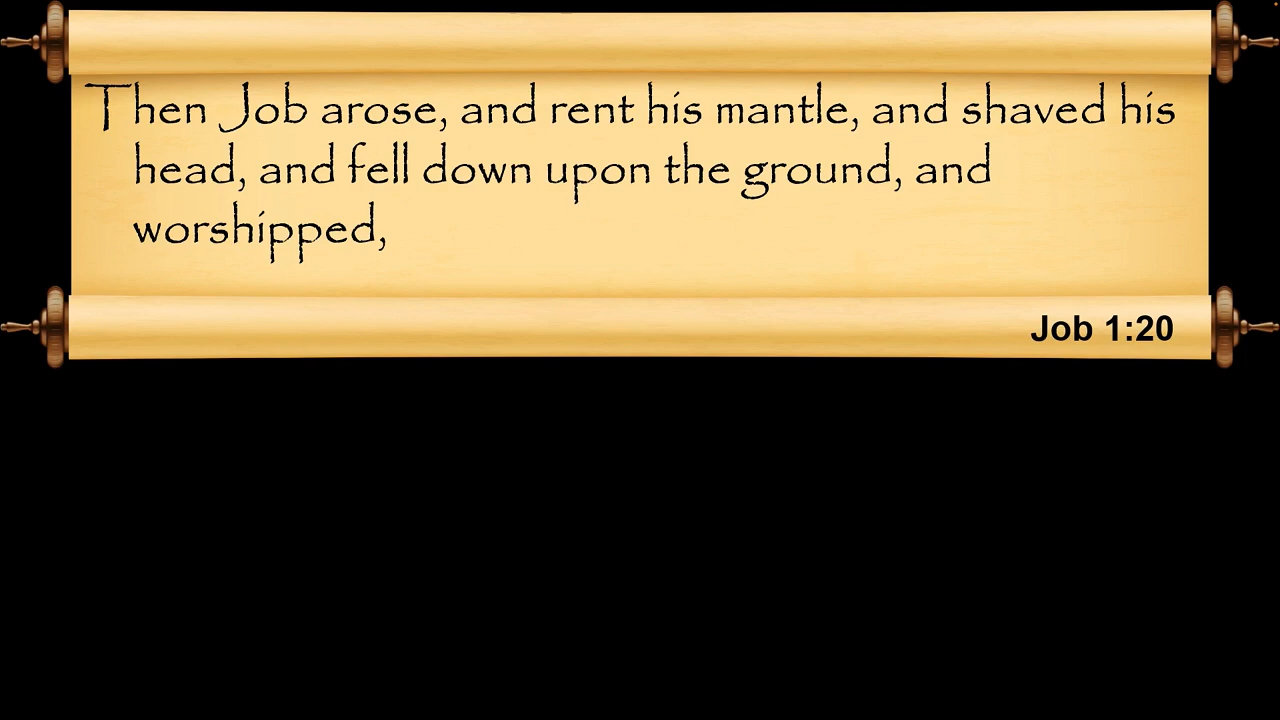 Then Job arose, and rent his mantle, and shaved his
head, and fell down upon the ground, and
worshipped,
Job 1:20